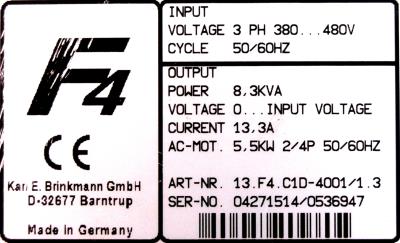 F4
CE
Karl E. Brinkmann GmbH
D-32677 Barntrup
Made in Germany
INPUT
VOLTAGE 3 PH 380...480V
CYCLE 50/60HZ
OUTPUT
POWER 8,3KVA
VOLTAGE 0...INPUT VOLTAGE
CURRENT 13,3A
AC-MOT. 5,5KW 2/4P 50/60HZ
ART-NR. 13.F4.C1D-4001/1.3
SER-NO. 04271514/0536947